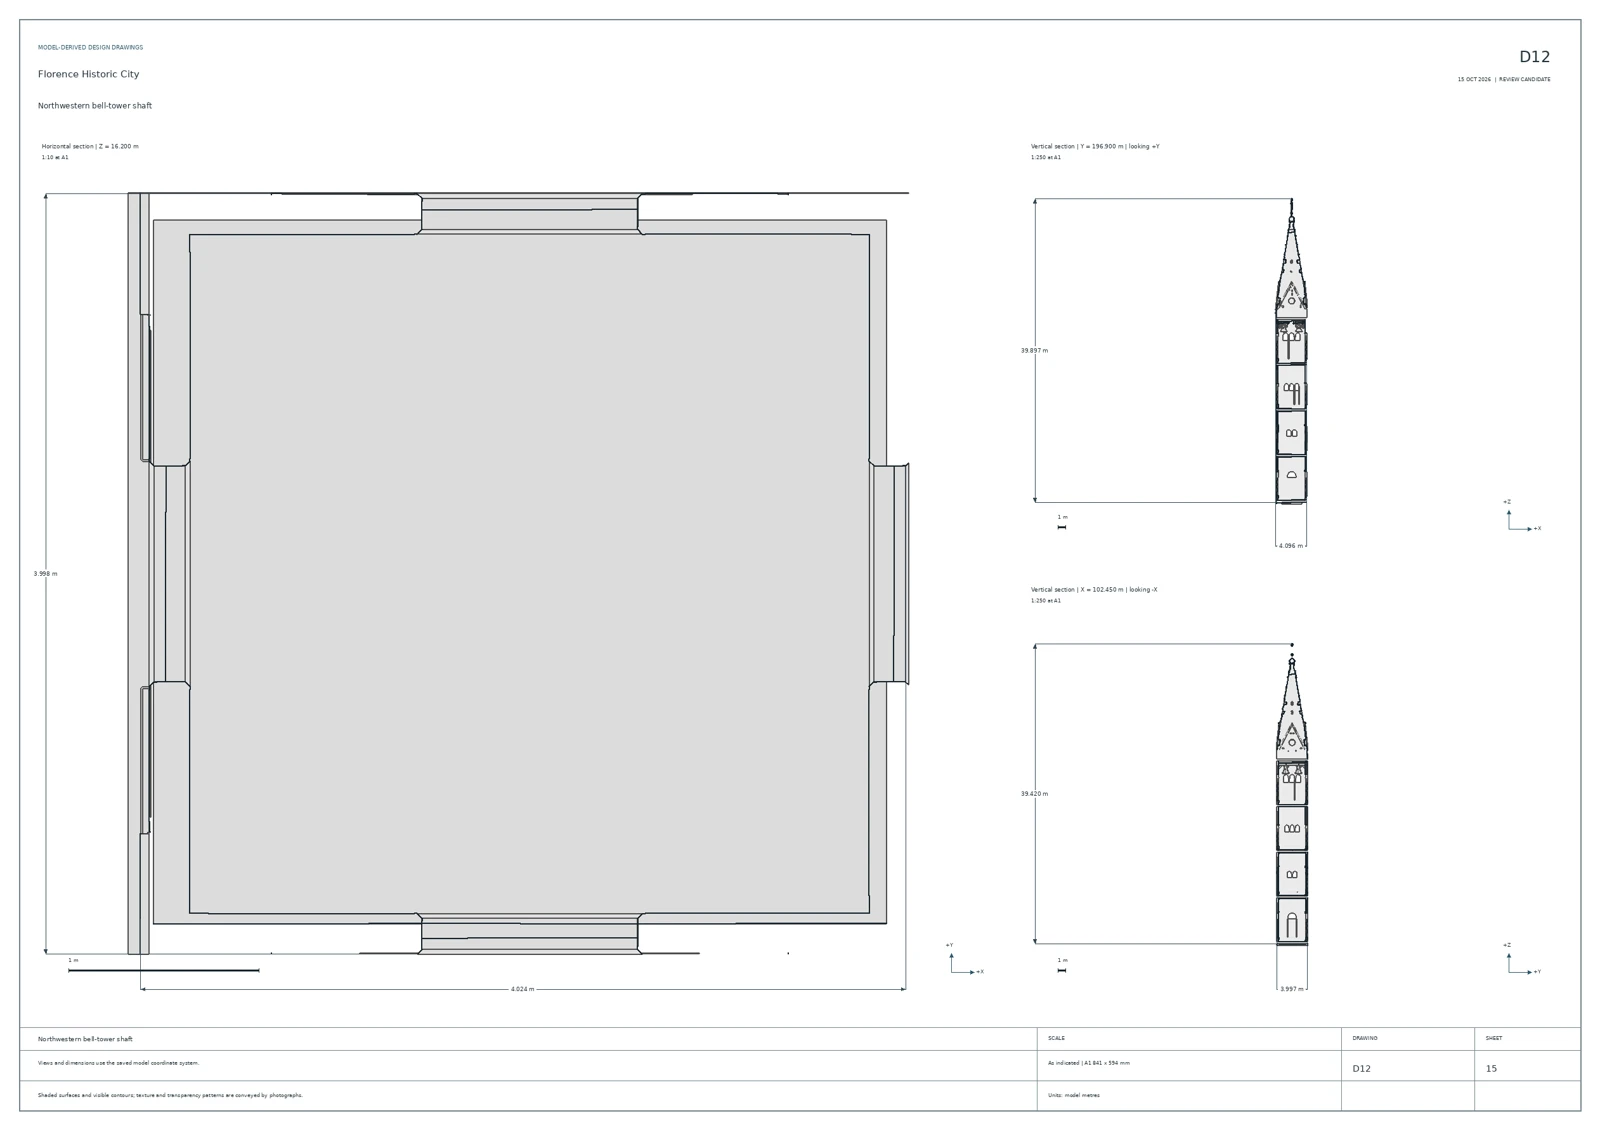 MODEL-DERIVED DESIGN DRAWINGS
Florence Historic City
Northwestern bell-tower shaft
D12
15 OCT 2026 | REVIEW CANDIDATE
Horizontal section | Z = 16.200 m
1:10 at A1
3.998 m
1 m
4.024 m
+Y
+X
Vertical section | Y = 196.900 m | looking +Y
1:250 at A1
39.897 m
1 m
4.096 m
+Z
+X
Vertical section | X = 102.450 m | looking -X
1:250 at A1
39.420 m
1 m
3.997 m
+Z
+Y
Northwestern bell-tower shaft
Views and dimensions use the saved model coordinate system.
Shaded surfaces and visible contours; texture and transparency patterns are conveyed by photographs.
SCALE
As indicated | A1 841 x 594 mm
Units: model metres
DRAWING
D12
SHEET
15